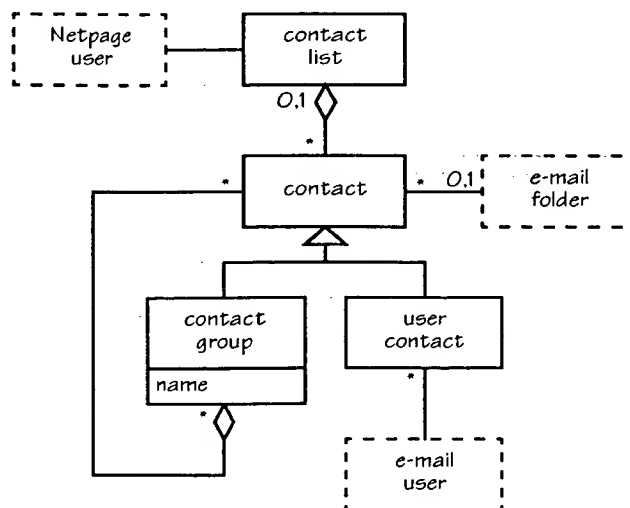 Netpage
user
contact
list
0,1
*
*
contact
*
0,1
e-mail
folder
contact
group
name
*
user
contact
*
e-mail
user